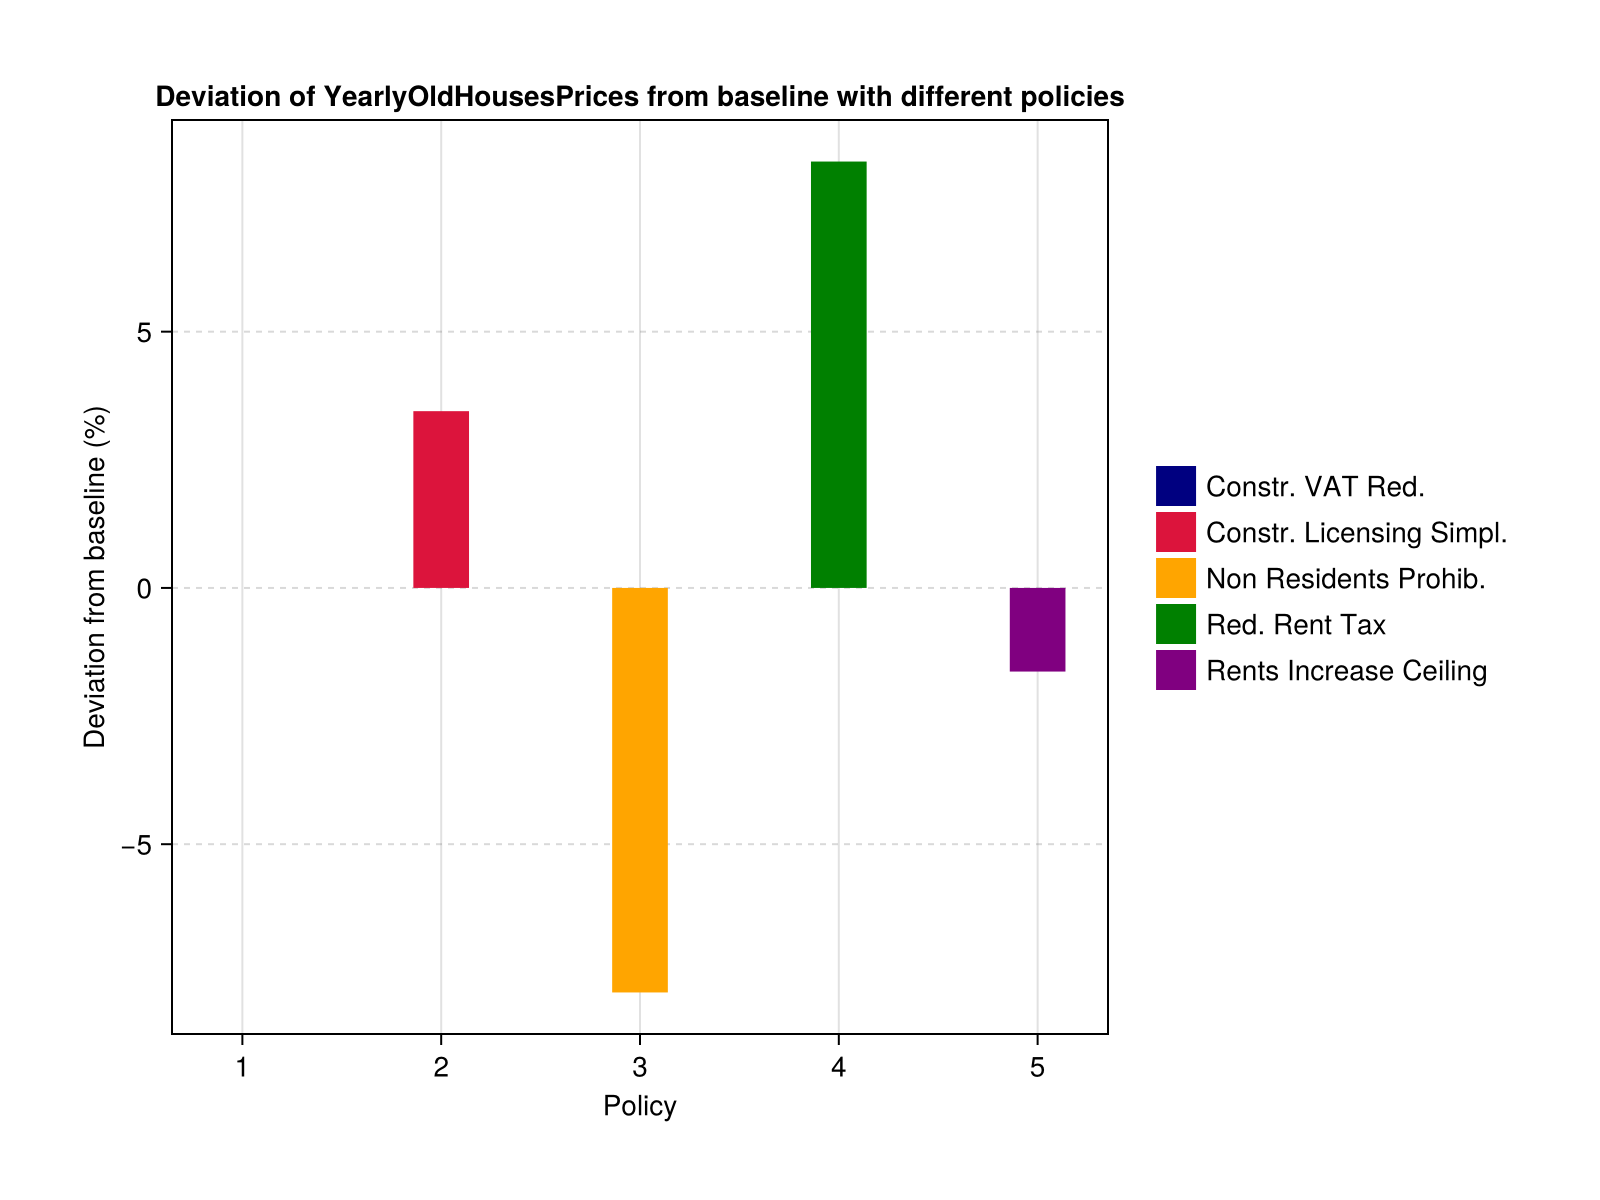 Deviation of YearlyOldHousesPrices from baseline with different policies
Deviation from baseline (%)
5
0
−5
1 2 3 4 5
Policy
Constr. VAT Red.
Constr. Licensing Simpl.
Non Residents Prohib.
Red. Rent Tax
Rents Increase Ceiling